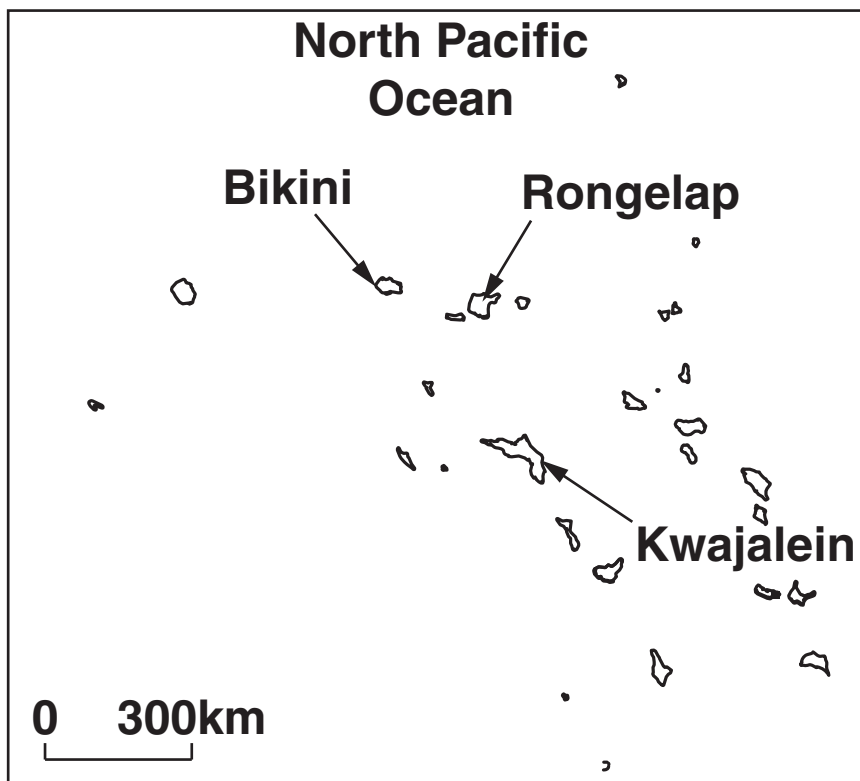 North Pacific
Ocean
Bikini
Rongelap
Kwajalein
0 300km